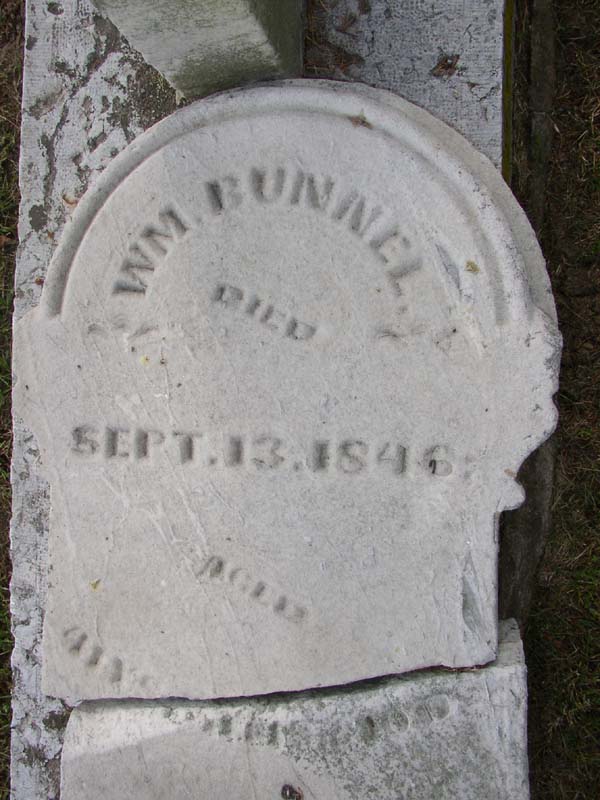 WM. BUNNEL.
DIED
SEPT. 13. 1846;
AGED